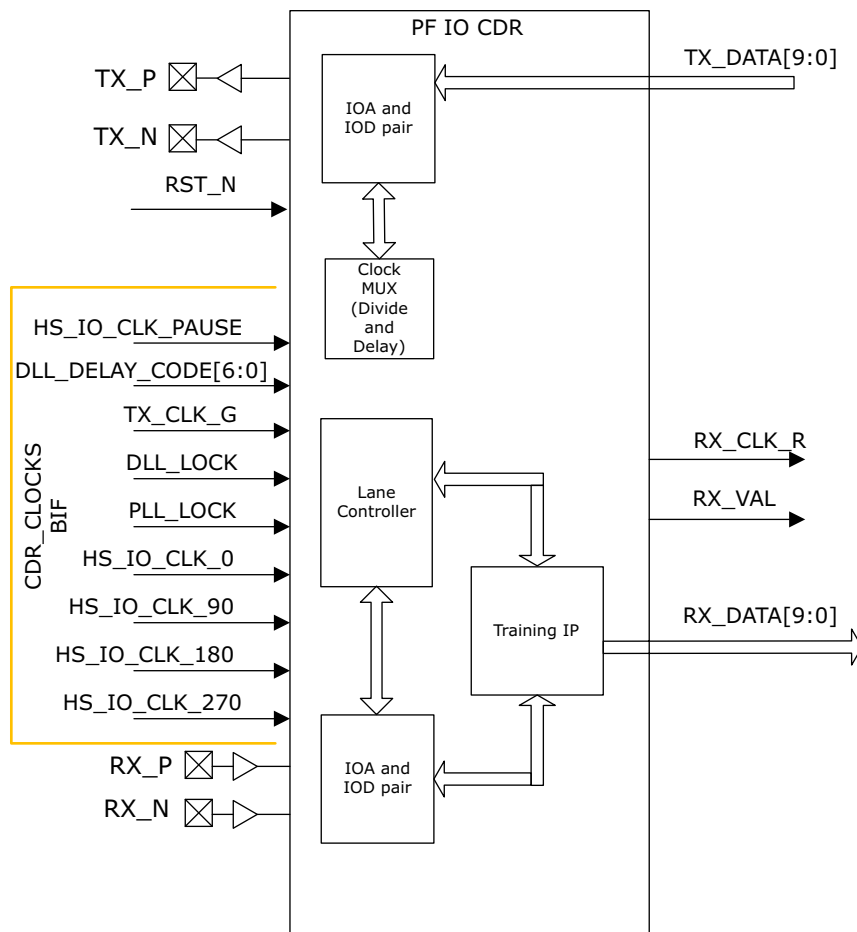 PF IO CDR
TX_P
TX_DATA[9:0]
IOA and
IOD pair
TX_N
RST_N
Clock
MUX
(Divide
and
Delay)
CDR_CLOCKS
BIF
HS_IO_CLK_PAUSE
DLL_DELAY_CODE[6:0]
TX_CLK_G
DLL_LOCK
PLL_LOCK
HS_IO_CLK_0
HS_IO_CLK_90
HS_IO_CLK_180
HS_IO_CLK_270
Lane
Controller
RX_CLK_R
RX_VAL
Training IP
RX_DATA[9:0]
RX_P
RX_N
IOA and
IOD pair